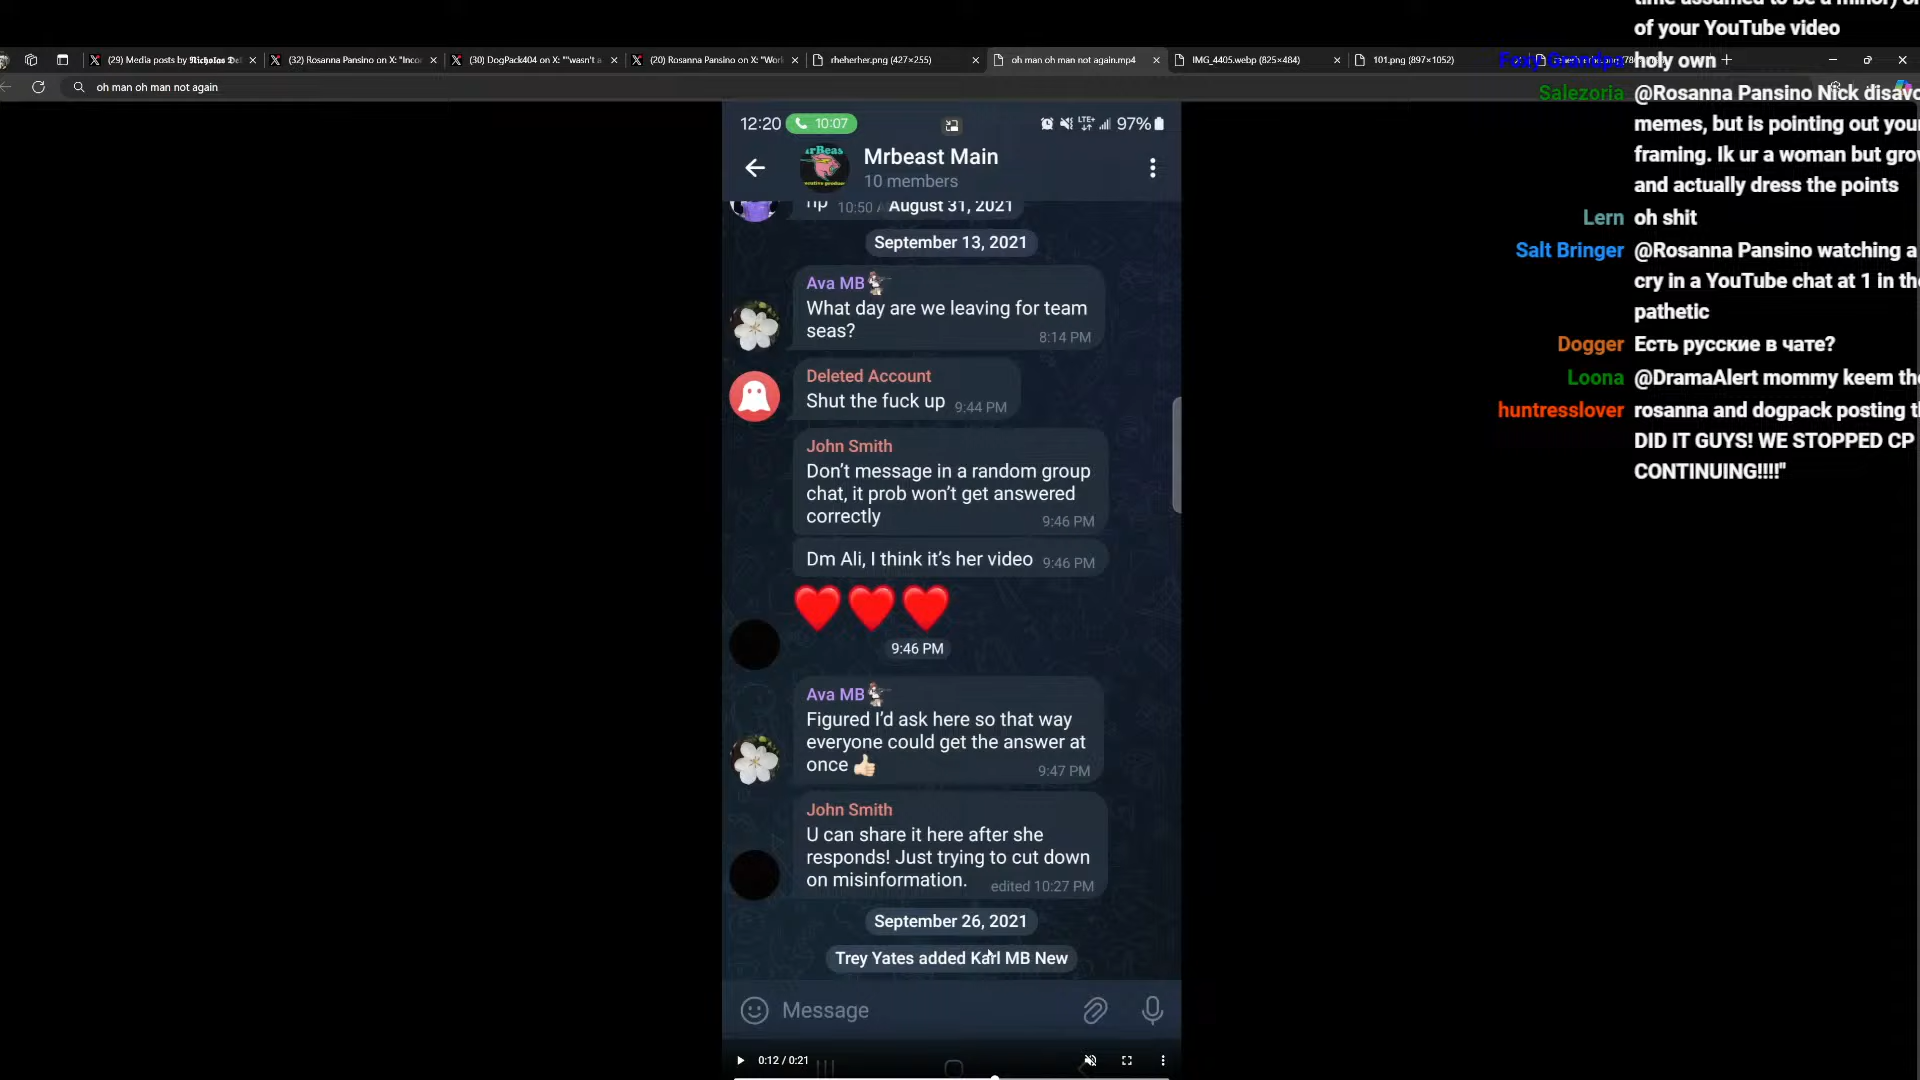 time assumed to be a minor)
of your YouTube video
(29) Media posts by Nicholas De
(32) Rosanna Pansino on X: "Inco
(30) DogPack404 on X: ""wasn't a
(20) Rosanna Pansino on X: "Worl
rheherher.png (427×255)
oh man oh man not again.mp4
IMG_4405.webp (825×484)
101.png (897×1052)
Foxy Grandpa holy own
oh man oh man not again
Salezoria @Rosanna Pansino Nick disavo
memes, but is pointing out your
framing. Ik ur a woman but grow
and actually dress the points
Lern oh shit
Salt Bringer @Rosanna Pansino watching a
cry in a YouTube chat at 1 in the
pathetic
Dogger Есть русские в чате?
Loona @DramaAlert mommy keem the
huntresslover rosanna and dogpack posting th
DID IT GUYS! WE STOPPED CP
CONTINUING!!!!"
12:20 10:07 LTE+ 97%
Mrbeast Main
10 members
rip 10:50 A
August 31, 2021
September 13, 2021
Ava MB
What day are we leaving for team
seas?
8:14 PM
Deleted Account
Shut the fuck up 9:44 PM
John Smith
Don't message in a random group
chat, it prob won't get answered
correctly
9:46 PM
Dm Ali, I think it's her video 9:46 PM
9:46 PM
Ava MB
Figured I'd ask here so that way
everyone could get the answer at
once
9:47 PM
John Smith
U can share it here after she
responds! Just trying to cut down
on misinformation. edited 10:27 PM
September 26, 2021
Trey Yates added Karl MB New
Message
0:12 / 0:21